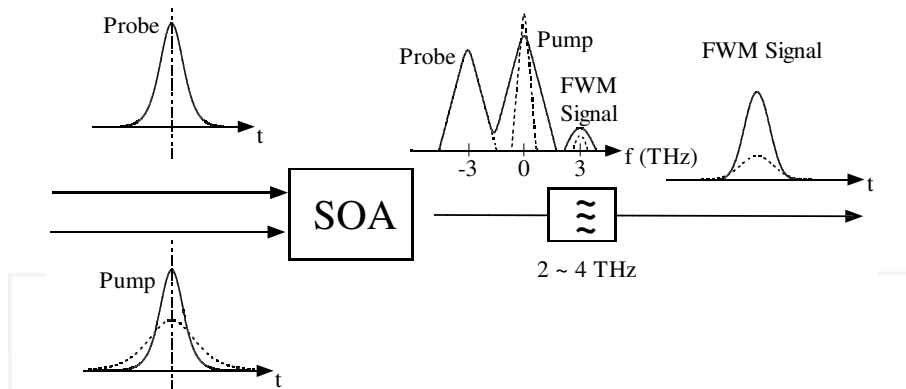 Probe
t
Probe
Pump
FWM
Signal
-3
0
3
f (THz)
FWM Signal
t
SOA
2 ~ 4 THz
Pump
t